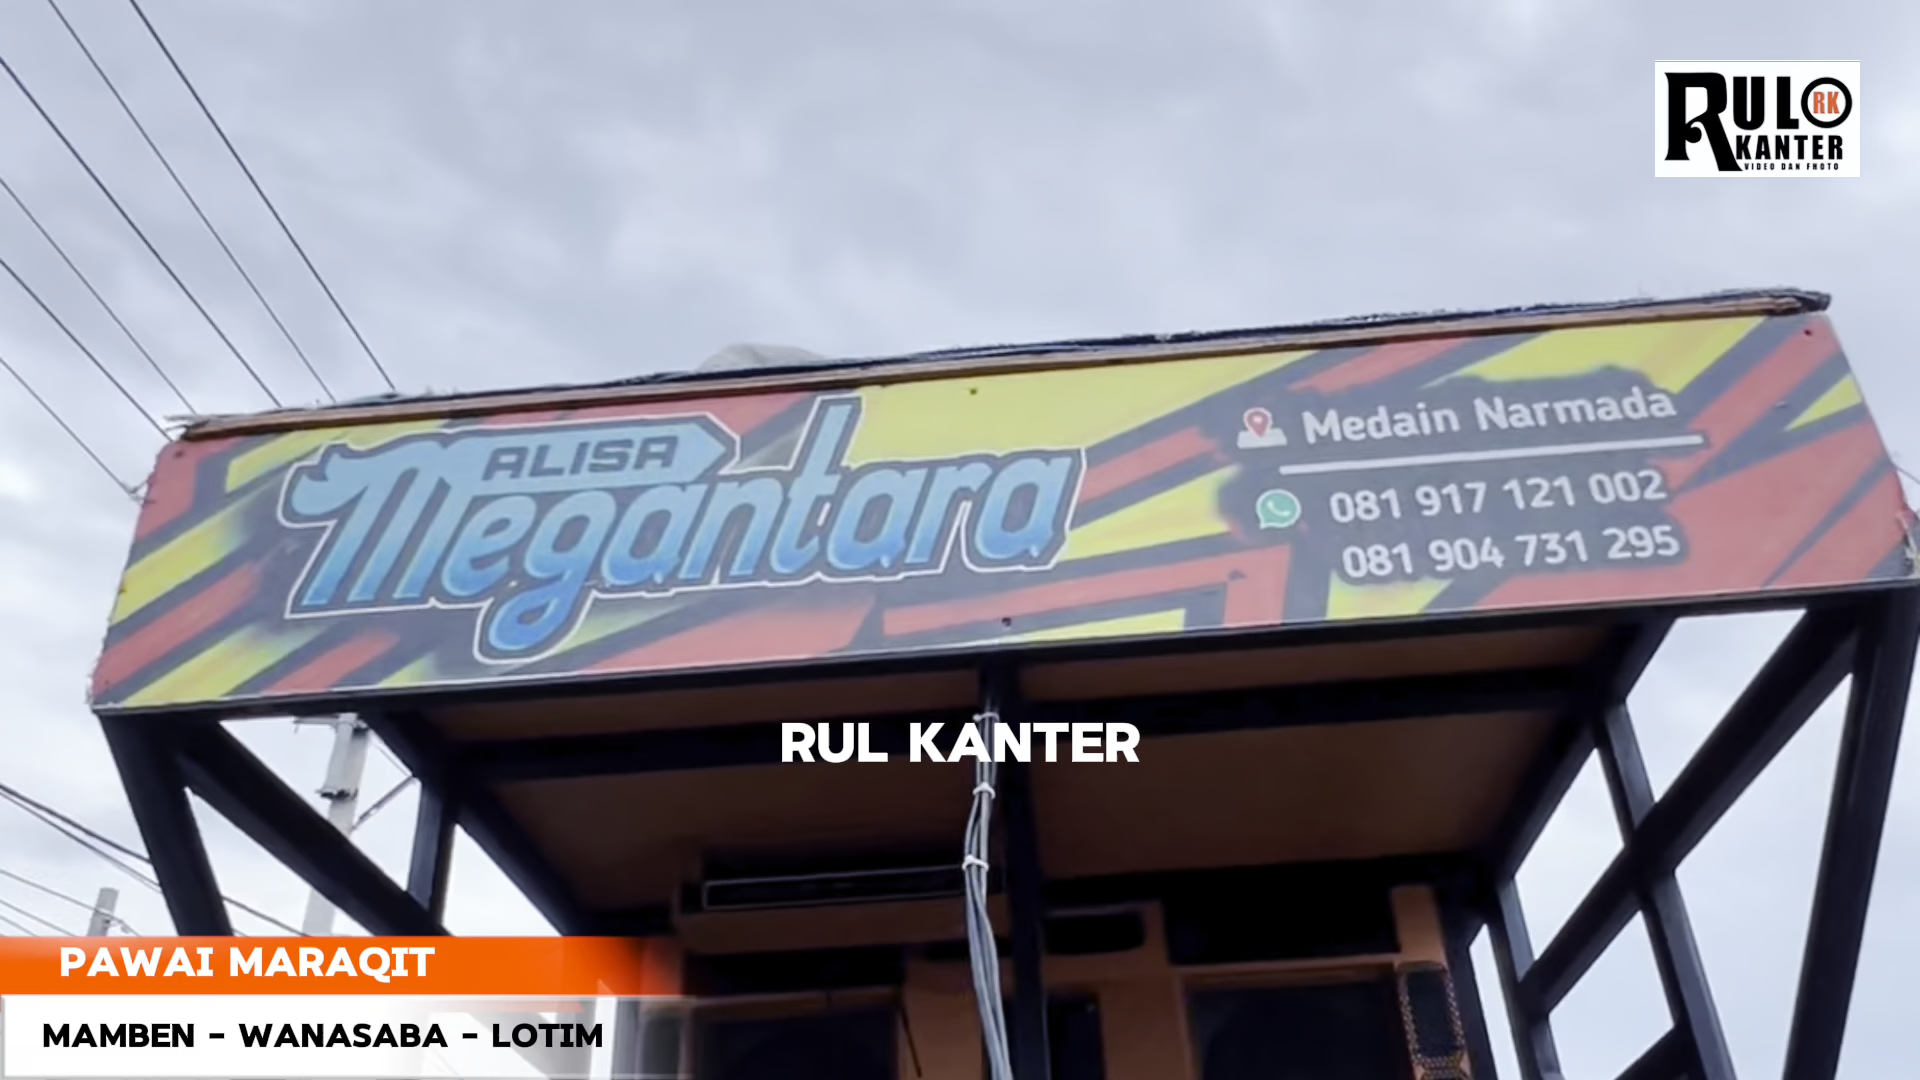 RUL RK
KANTER
VIDEO DAN FHOTO
ALISA
Megantara
Medain Narmada
081 917 121 002
081 904 731 295
RUL KANTER
PAWAI MARAQIT
MAMBEN - WANASABA - LOTIM